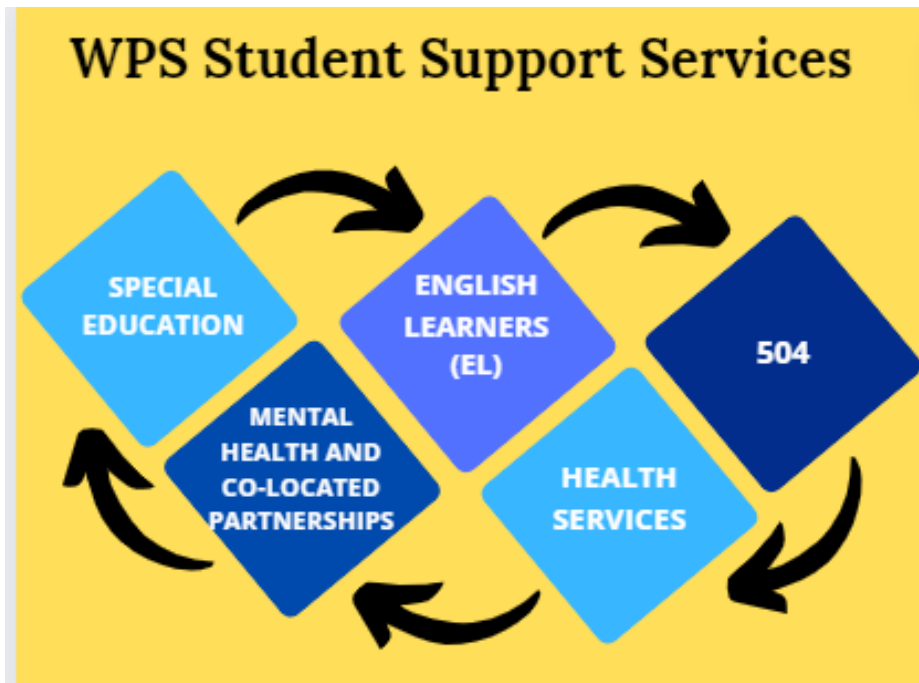 WPS Student Support Services
SPECIAL
EDUCATION
ENGLISH
LEARNERS
(EL)
504
HEALTH
SERVICES
MENTAL
HEALTH AND
CO-LOCATED
PARTNERSHIPS